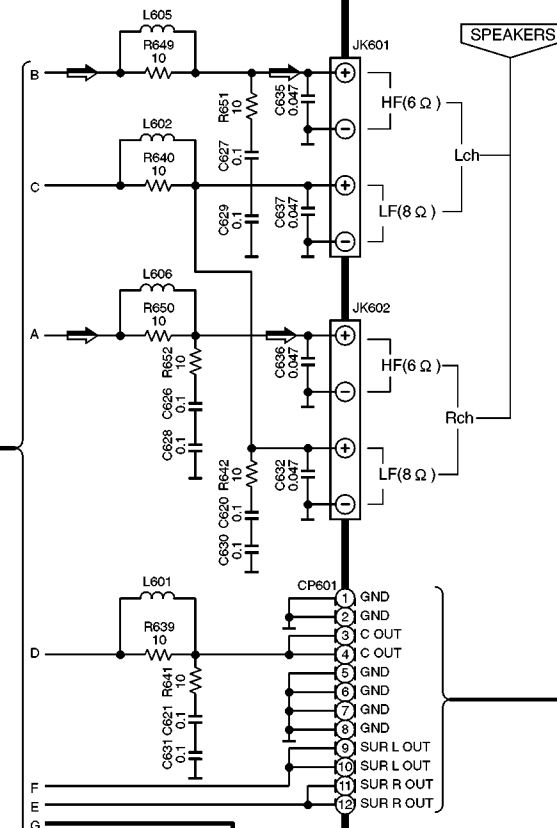 L605
SPEAKERS
R649
10
JK601
B
R651
10
C635
0.047
+
HF(6 Ω)
−
L602
C627
0.1
Lch
R640
10
C
C629
0.1
C637
0.047
+
LF(8 Ω)
−
L606
R650
10
JK602
A
R652
10
C636
0.047
+
HF(6 Ω)
−
C626
0.1
Rch
C628
0.1
R642
10
C632
0.047
+
LF(8 Ω)
−
C620
0.1
C630
0.1
L601
CP601
1 GND
2 GND
R639
10
3 C OUT
D
4 C OUT
R641
10
5 GND
6 GND
C621
0.1
7 GND
C631
0.1
8 GND
9 SUR L OUT
10 SUR L OUT
F
11 SUR R OUT
E
12 SUR R OUT
G